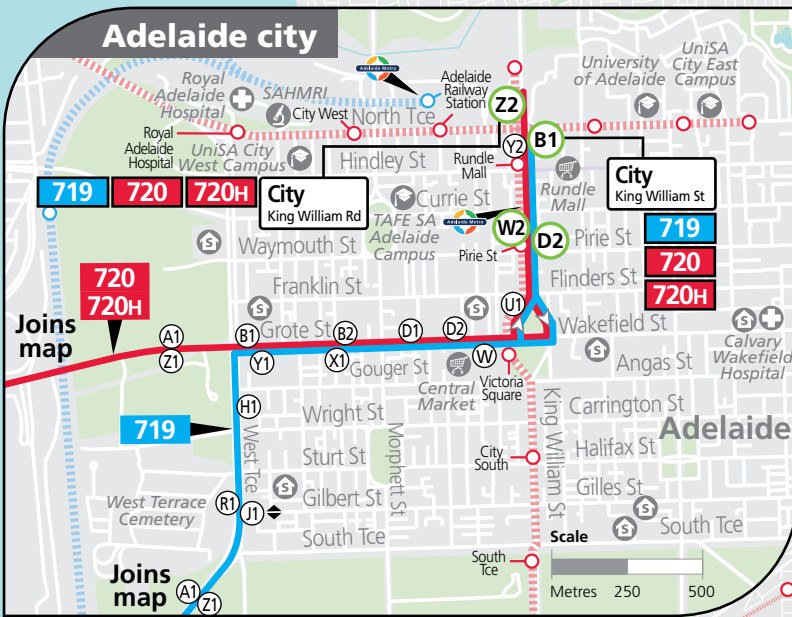 Adelaide city
Royal
Adelaide
Hospital
SAHMRI
Adelaide Metro
Adelaide
Railway
Station
University
of Adelaide
UniSA
City East
Campus
Z2
City West
North Tce
Royal
Adelaide
Hospital
UniSA City
West Campus
Hindley St
Y2
B1
Rundle
Mall
Rundle
Mall
719
720
720H
City
King William Rd
City
King William St
719
720
720H
Currie St
TAFE SA
Adelaide
Campus
Adelaide Metro
W2
D2
Pirie St
Pirie St
Waymouth St
Franklin St
Flinders St
720
720H
Joins
map
A1
Z1
B1
Grote St
B2
D1
D2
U1
Wakefield St
Y1
X1
Gouger St
W
Central
Market
Victoria
Square
Angas St
Calvary
Wakefield
Hospital
719
H1
Wright St
Carrington St
Adelaide
West Tce
Sturt St
Morphett St
City
South
King William St
Halifax St
West Terrace
Cemetery
R1
J1
Gilbert St
Gilles St
South Tce
South Tce
South
Tce
Joins
map
A1
Z1
Scale
Metres 250 500